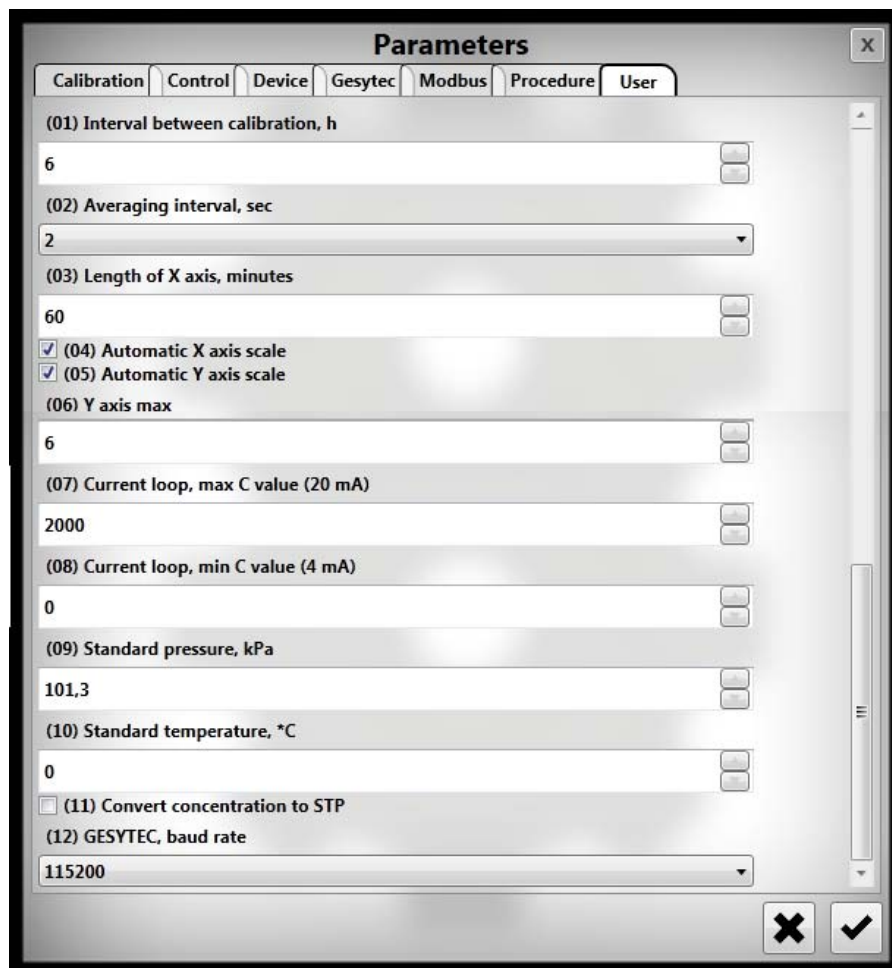 Parameters
X
Calibration Control Device Gesytec Modbus Procedure User
(01) Interval between calibration, h
6
(02) Averaging interval, sec
2
(03) Length of X axis, minutes
60
(04) Automatic X axis scale
(05) Automatic Y axis scale
(06) Y axis max
6
(07) Current loop, max C value (20 mA)
2000
(08) Current loop, min C value (4 mA)
0
(09) Standard pressure, kPa
101,3
(10) Standard temperature, *C
0
(11) Convert concentration to STP
(12) GESYTEC, baud rate
115200